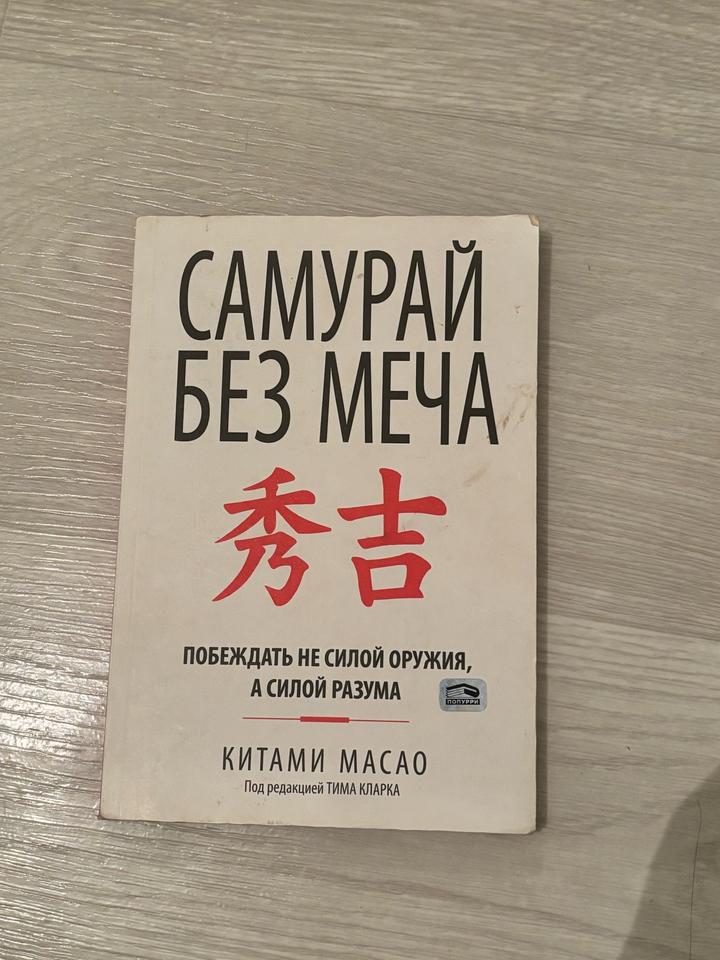 САМУРАЙ
БЕЗ МЕЧА
秀吉
ПОБЕЖДАТЬ НЕ СИЛОЙ ОРУЖИЯ,
А СИЛОЙ РАЗУМА
ПОПУРРИ
КИТАМИ МАСАО
Под редакцией ТИМА КЛАРКА